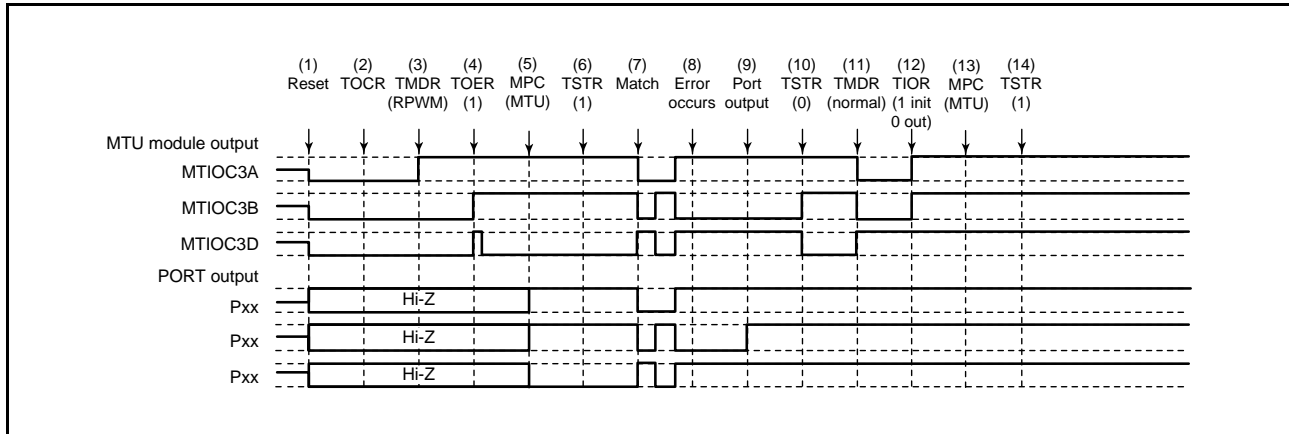 (1) (2) (3) (4) (5) (6) (7) (8) (9) (10) (11) (12) (13) (14)
Reset TOCR TMDR TOER MPC TSTR Match Error Port TSTR TMDR TIOR MPC TSTR
(RPWM) (1) (MTU) (1) occurs output (0) (normal) (1 init (MTU) (1)
0 out)
MTU module output
MTIOC3A
MTIOC3B
MTIOC3D
PORT output
Pxx Hi-Z
Pxx Hi-Z
Pxx Hi-Z